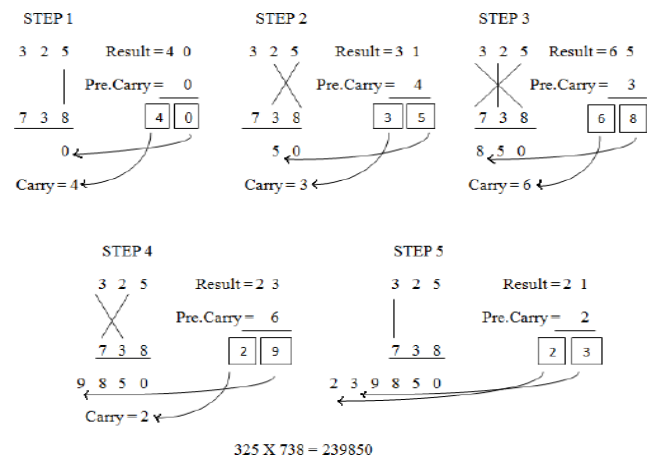 STEP 1
3 2 5 Result = 4 0
Pre.Carry = 0
7 3 8 4 0
0
Carry = 4
STEP 2
3 2 5 Result = 3 1
Pre.Carry = 4
7 3 8 3 5
5 0
Carry = 3
STEP 3
3 2 5 Result = 6 5
Pre.Carry = 3
7 3 8 6 8
8 5 0
Carry = 6
STEP 4
3 2 5 Result = 2 3
Pre.Carry = 6
7 3 8 2 9
9 8 5 0
Carry = 2
STEP 5
3 2 5 Result = 2 1
Pre.Carry = 2
7 3 8 2 3
2 3 9 8 5 0
325 X 738 = 239850